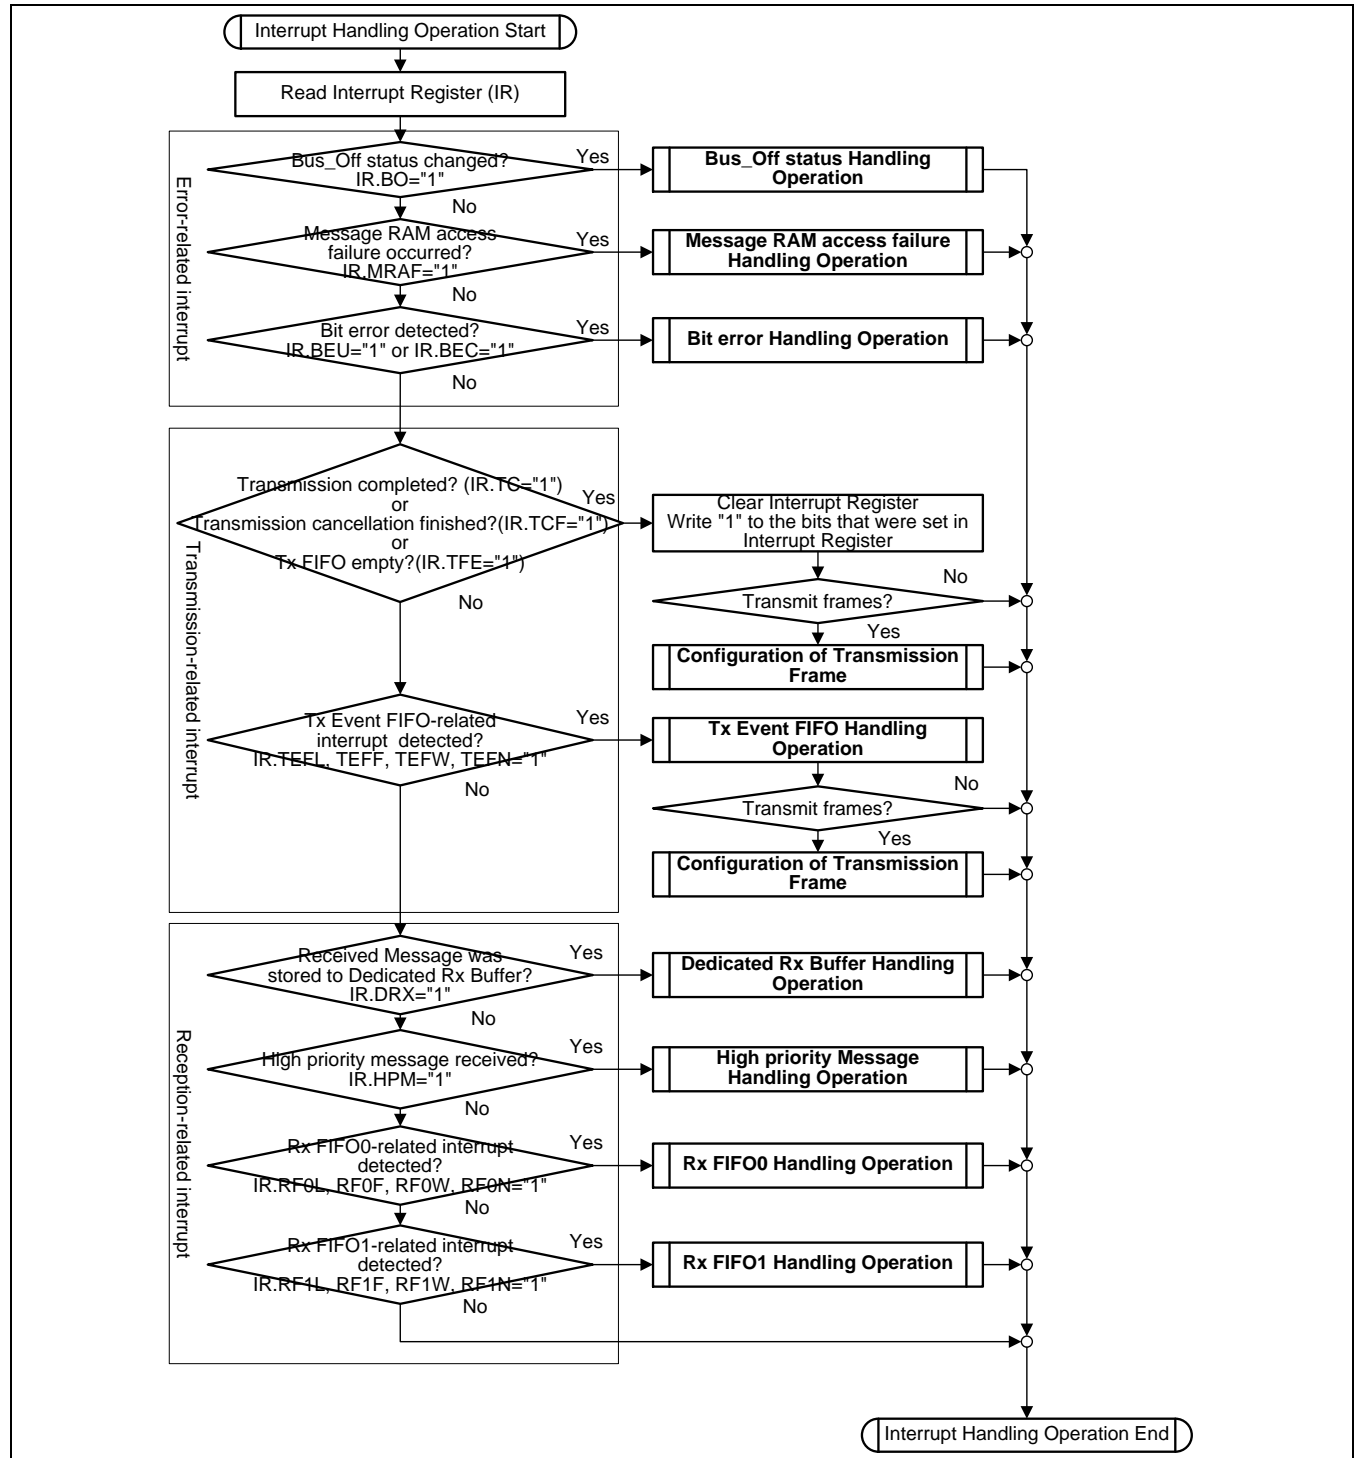 Interrupt Handling Operation Start
Read Interrupt Register (IR)
Error-related interrupt
Bus_Off status changed?
IR.BO="1"
Yes
Bus_Off status Handling
Operation
No
Message RAM access
failure occurred?
IR.MRAF="1"
Yes
Message RAM access failure
Handling Operation
No
Bit error detected?
IR.BEU="1" or IR.BEC="1"
Yes
Bit error Handling Operation
No
Transmission-related interrupt
Transmission completed? (IR.TC="1")
or
Transmission cancellation finished?(IR.TCF="1")
or
Tx FIFO empty?(IR.TFE="1")
Yes
Clear Interrupt Register
Write "1" to the bits that were set in
Interrupt Register
No
Transmit frames?
No
Yes
Configuration of Transmission
Frame
Tx Event FIFO-related
interrupt  detected?
IR.TEFL, TEFF, TEFW, TEFN="1"
Yes
Tx Event FIFO Handling
Operation
No
Transmit frames?
No
Yes
Configuration of Transmission
Frame
Reception-related interrupt
Received Message was
stored to Dedicated Rx Buffer?
IR.DRX="1"
Yes
Dedicated Rx Buffer Handling
Operation
No
High priority message received?
IR.HPM="1"
Yes
High priority Message
Handling Operation
No
Rx FIFO0-related interrupt
detected?
IR.RF0L, RF0F, RF0W, RF0N="1"
Yes
Rx FIFO0 Handling Operation
No
Rx FIFO1-related interrupt
detected?
IR.RF1L, RF1F, RF1W, RF1N="1"
Yes
Rx FIFO1 Handling Operation
No
Interrupt Handling Operation End